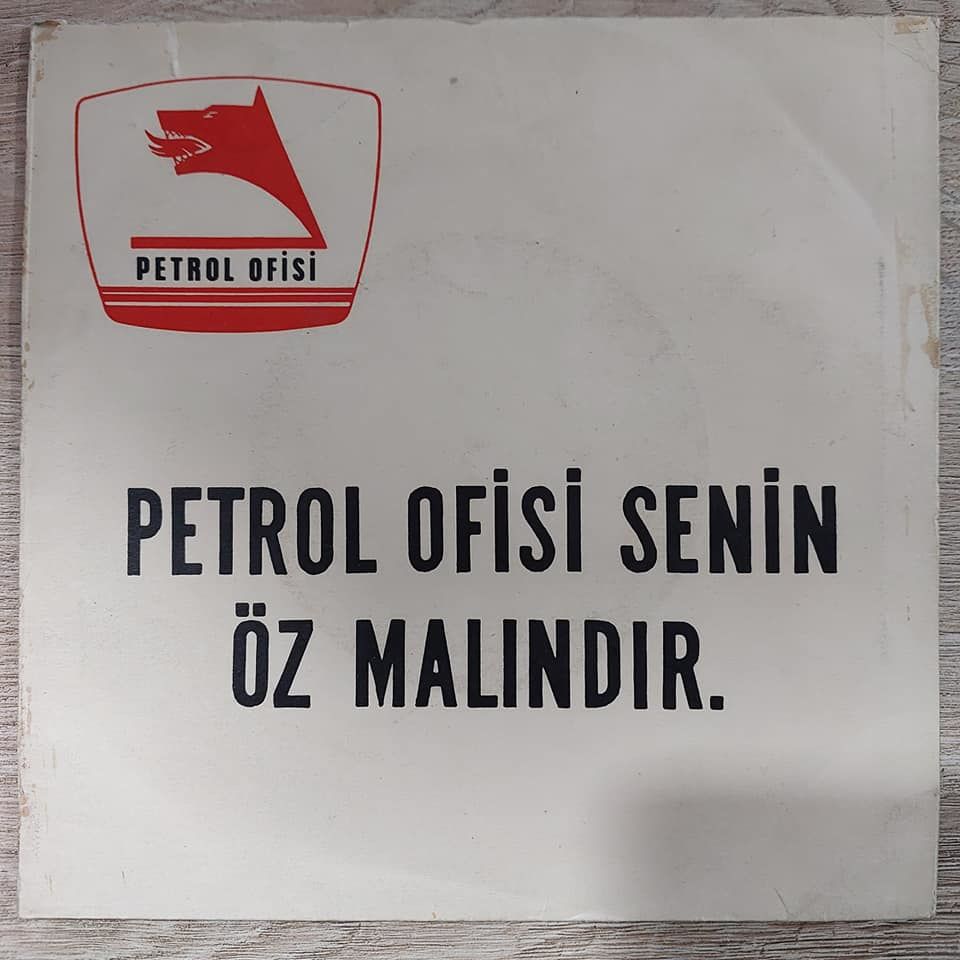 PETROL OFİSİ
PETROL OFİSİ SENİN
ÖZ MALINDIR.